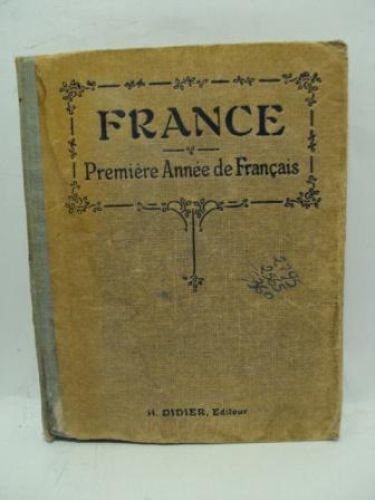 FRANCE
Première Année de Français
H. DIDIER, Editeur